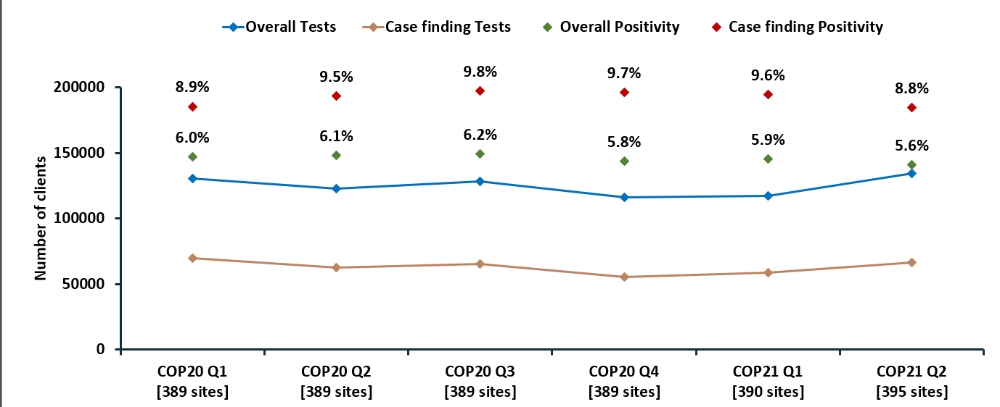 Overall Tests Case finding Tests Overall Positivity Case finding Positivity
Number of clients
200000
150000
100000
50000
0
8.9% 9.5% 9.8% 9.7% 9.6% 8.8%
6.0% 6.1% 6.2% 5.8% 5.9% 5.6%
COP20 Q1 COP20 Q2 COP20 Q3 COP20 Q4 COP21 Q1 COP21 Q2
[389 sites] [389 sites] [389 sites] [389 sites] [390 sites] [395 sites]